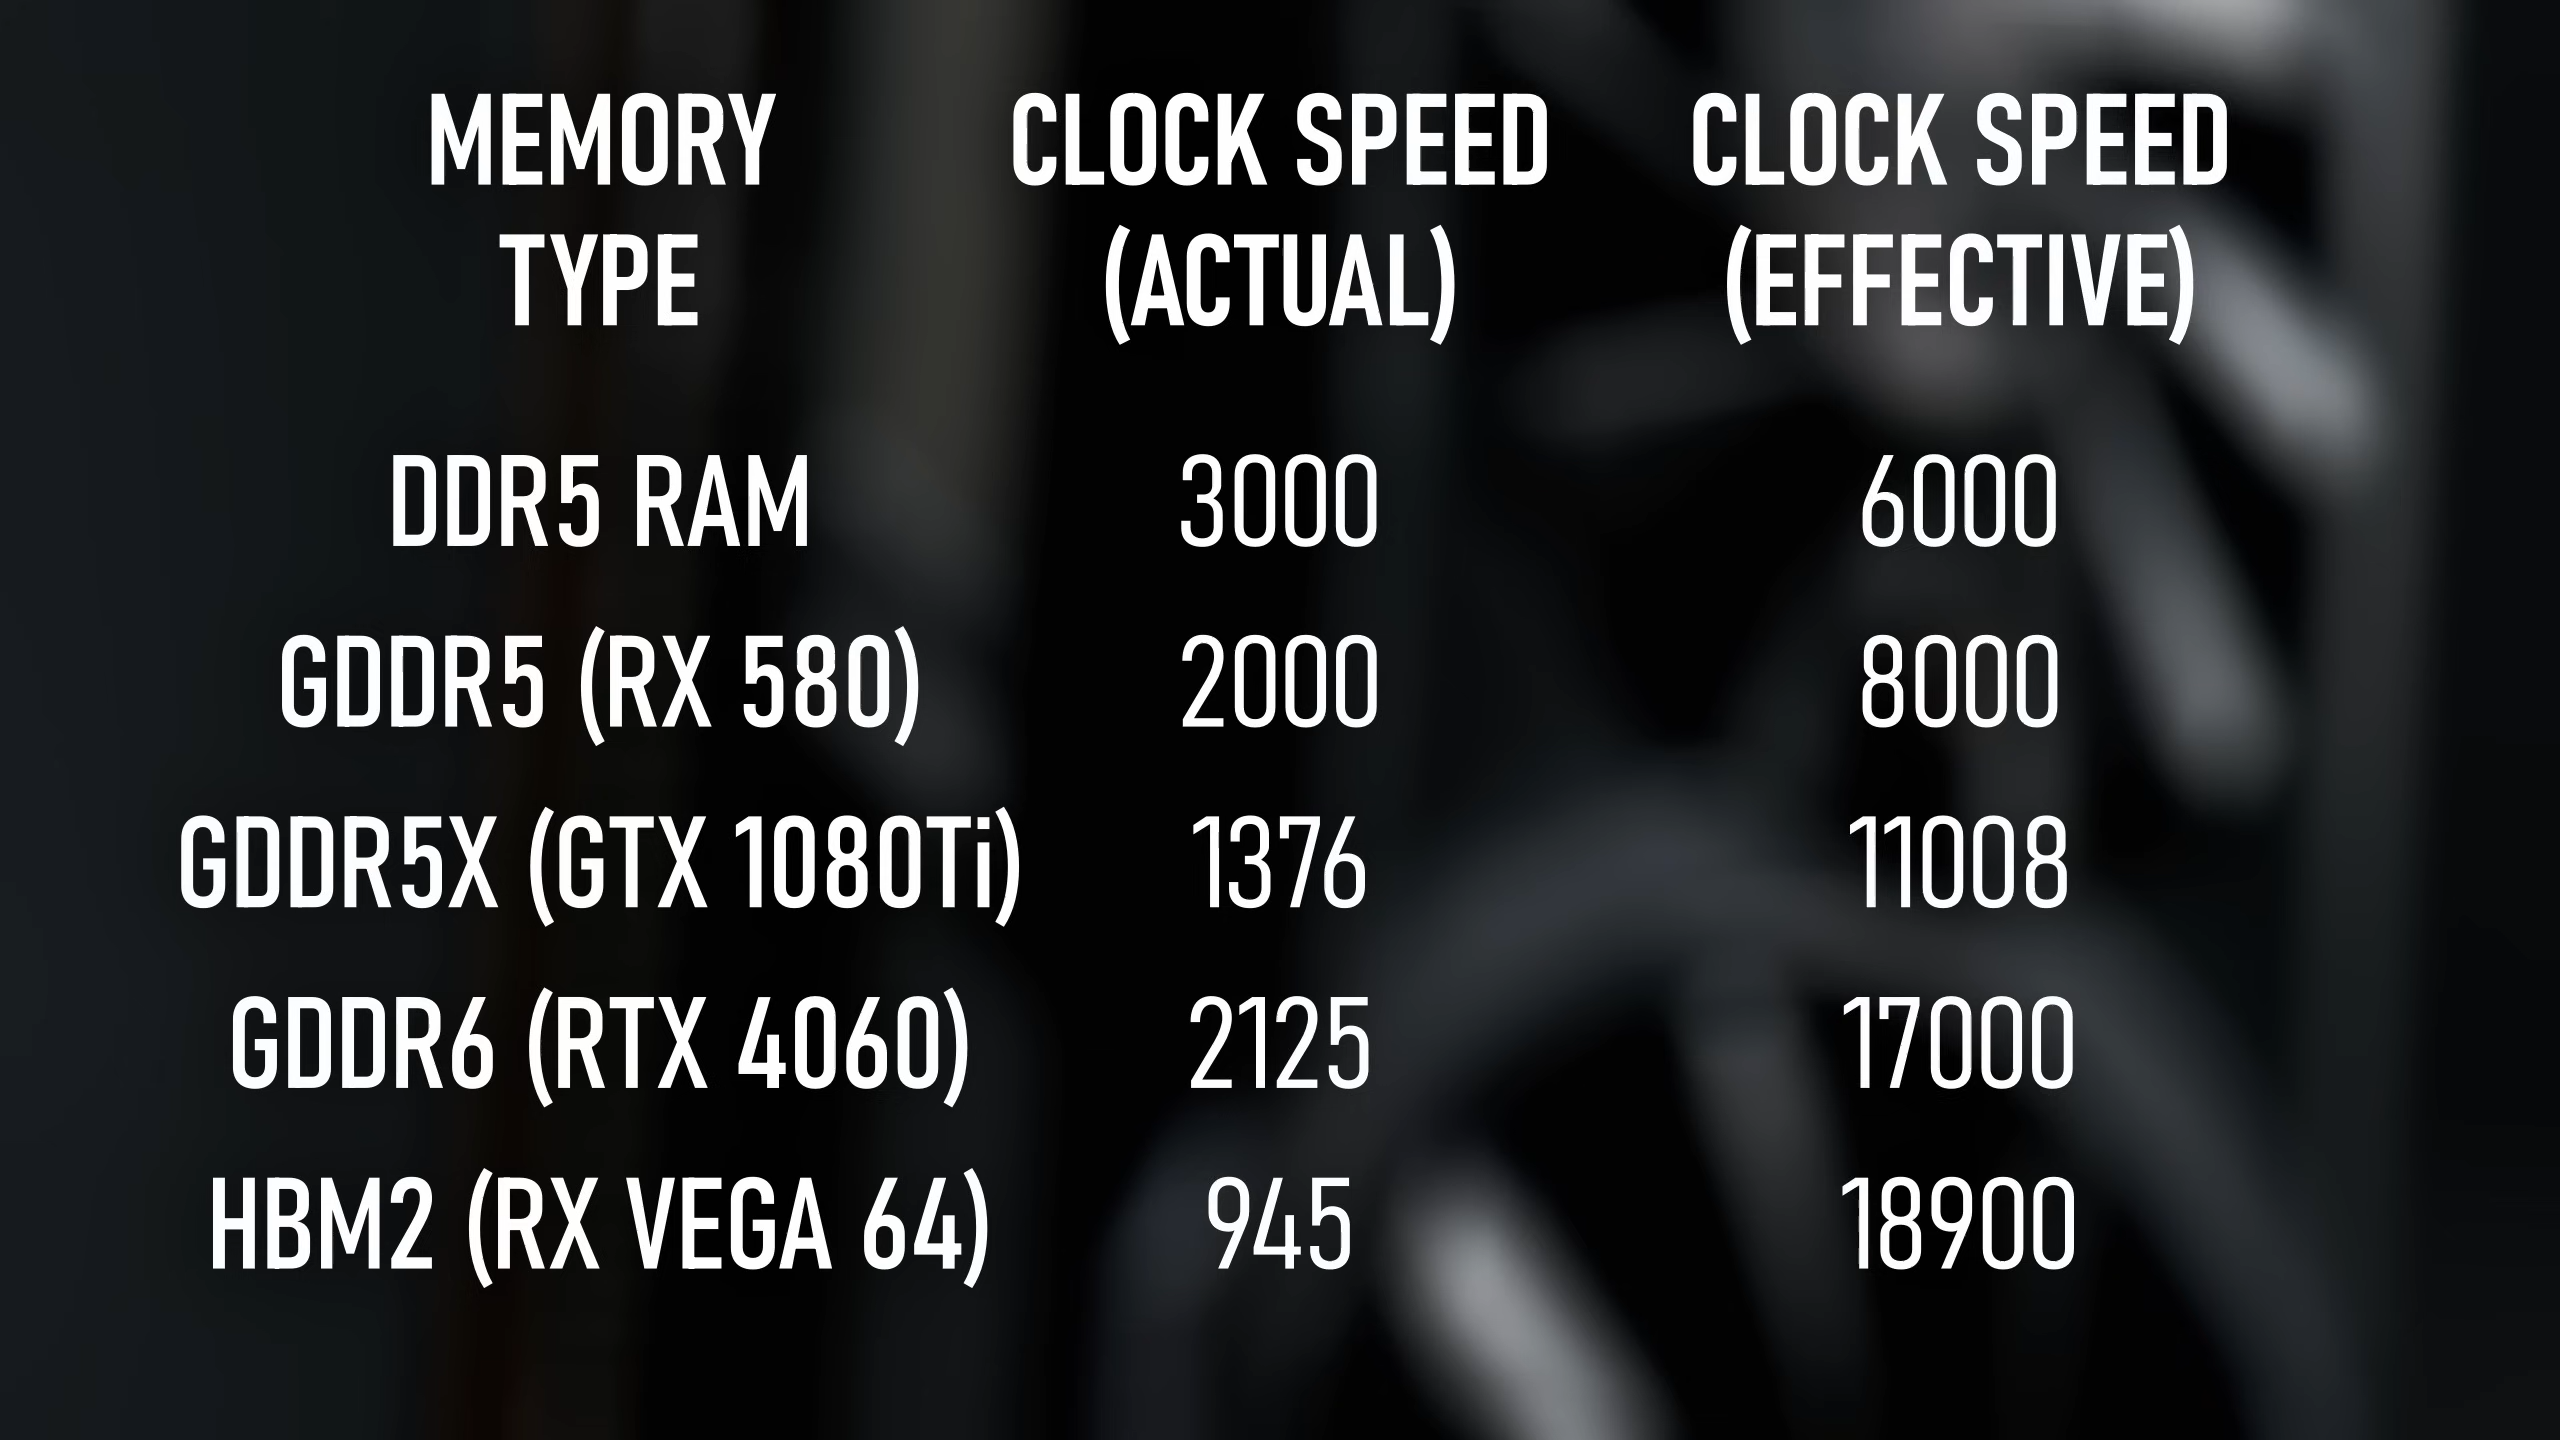 MEMORY TYPE CLOCK SPEED (ACTUAL) CLOCK SPEED (EFFECTIVE)
DDR5 RAM 3000 6000
GDDR5 (RX 580) 2000 8000
GDDR5X (GTX 1080Ti) 1376 11008
GDDR6 (RTX 4060) 2125 17000
HBM2 (RX VEGA 64) 945 18900